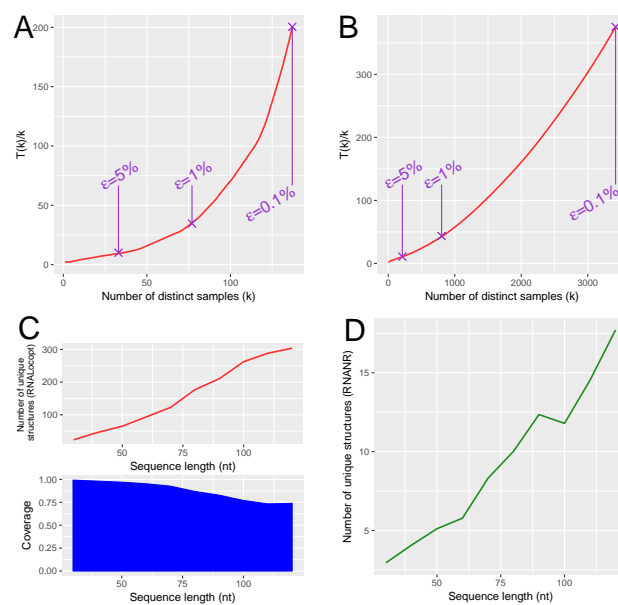 A
T(k)/k
200
150
100
50
0
ε=5%
ε=1%
ε=0.1%
0
50
100
Number of distinct samples (k)
B
T(k)/k
300
200
100
0
ε=5%
ε=1%
ε=0.1%
0
1000
2000
3000
Number of distinct samples (k)
C
Number of unique
structures (RNALocopt)
300
200
100
50
75
100
Sequence length (nt)
Coverage
1.00
0.75
0.50
0.25
0.00
50
75
100
Sequence length (nt)
D
Number of unique structures (RNANR)
15
10
5
50
100
Sequence length (nt)